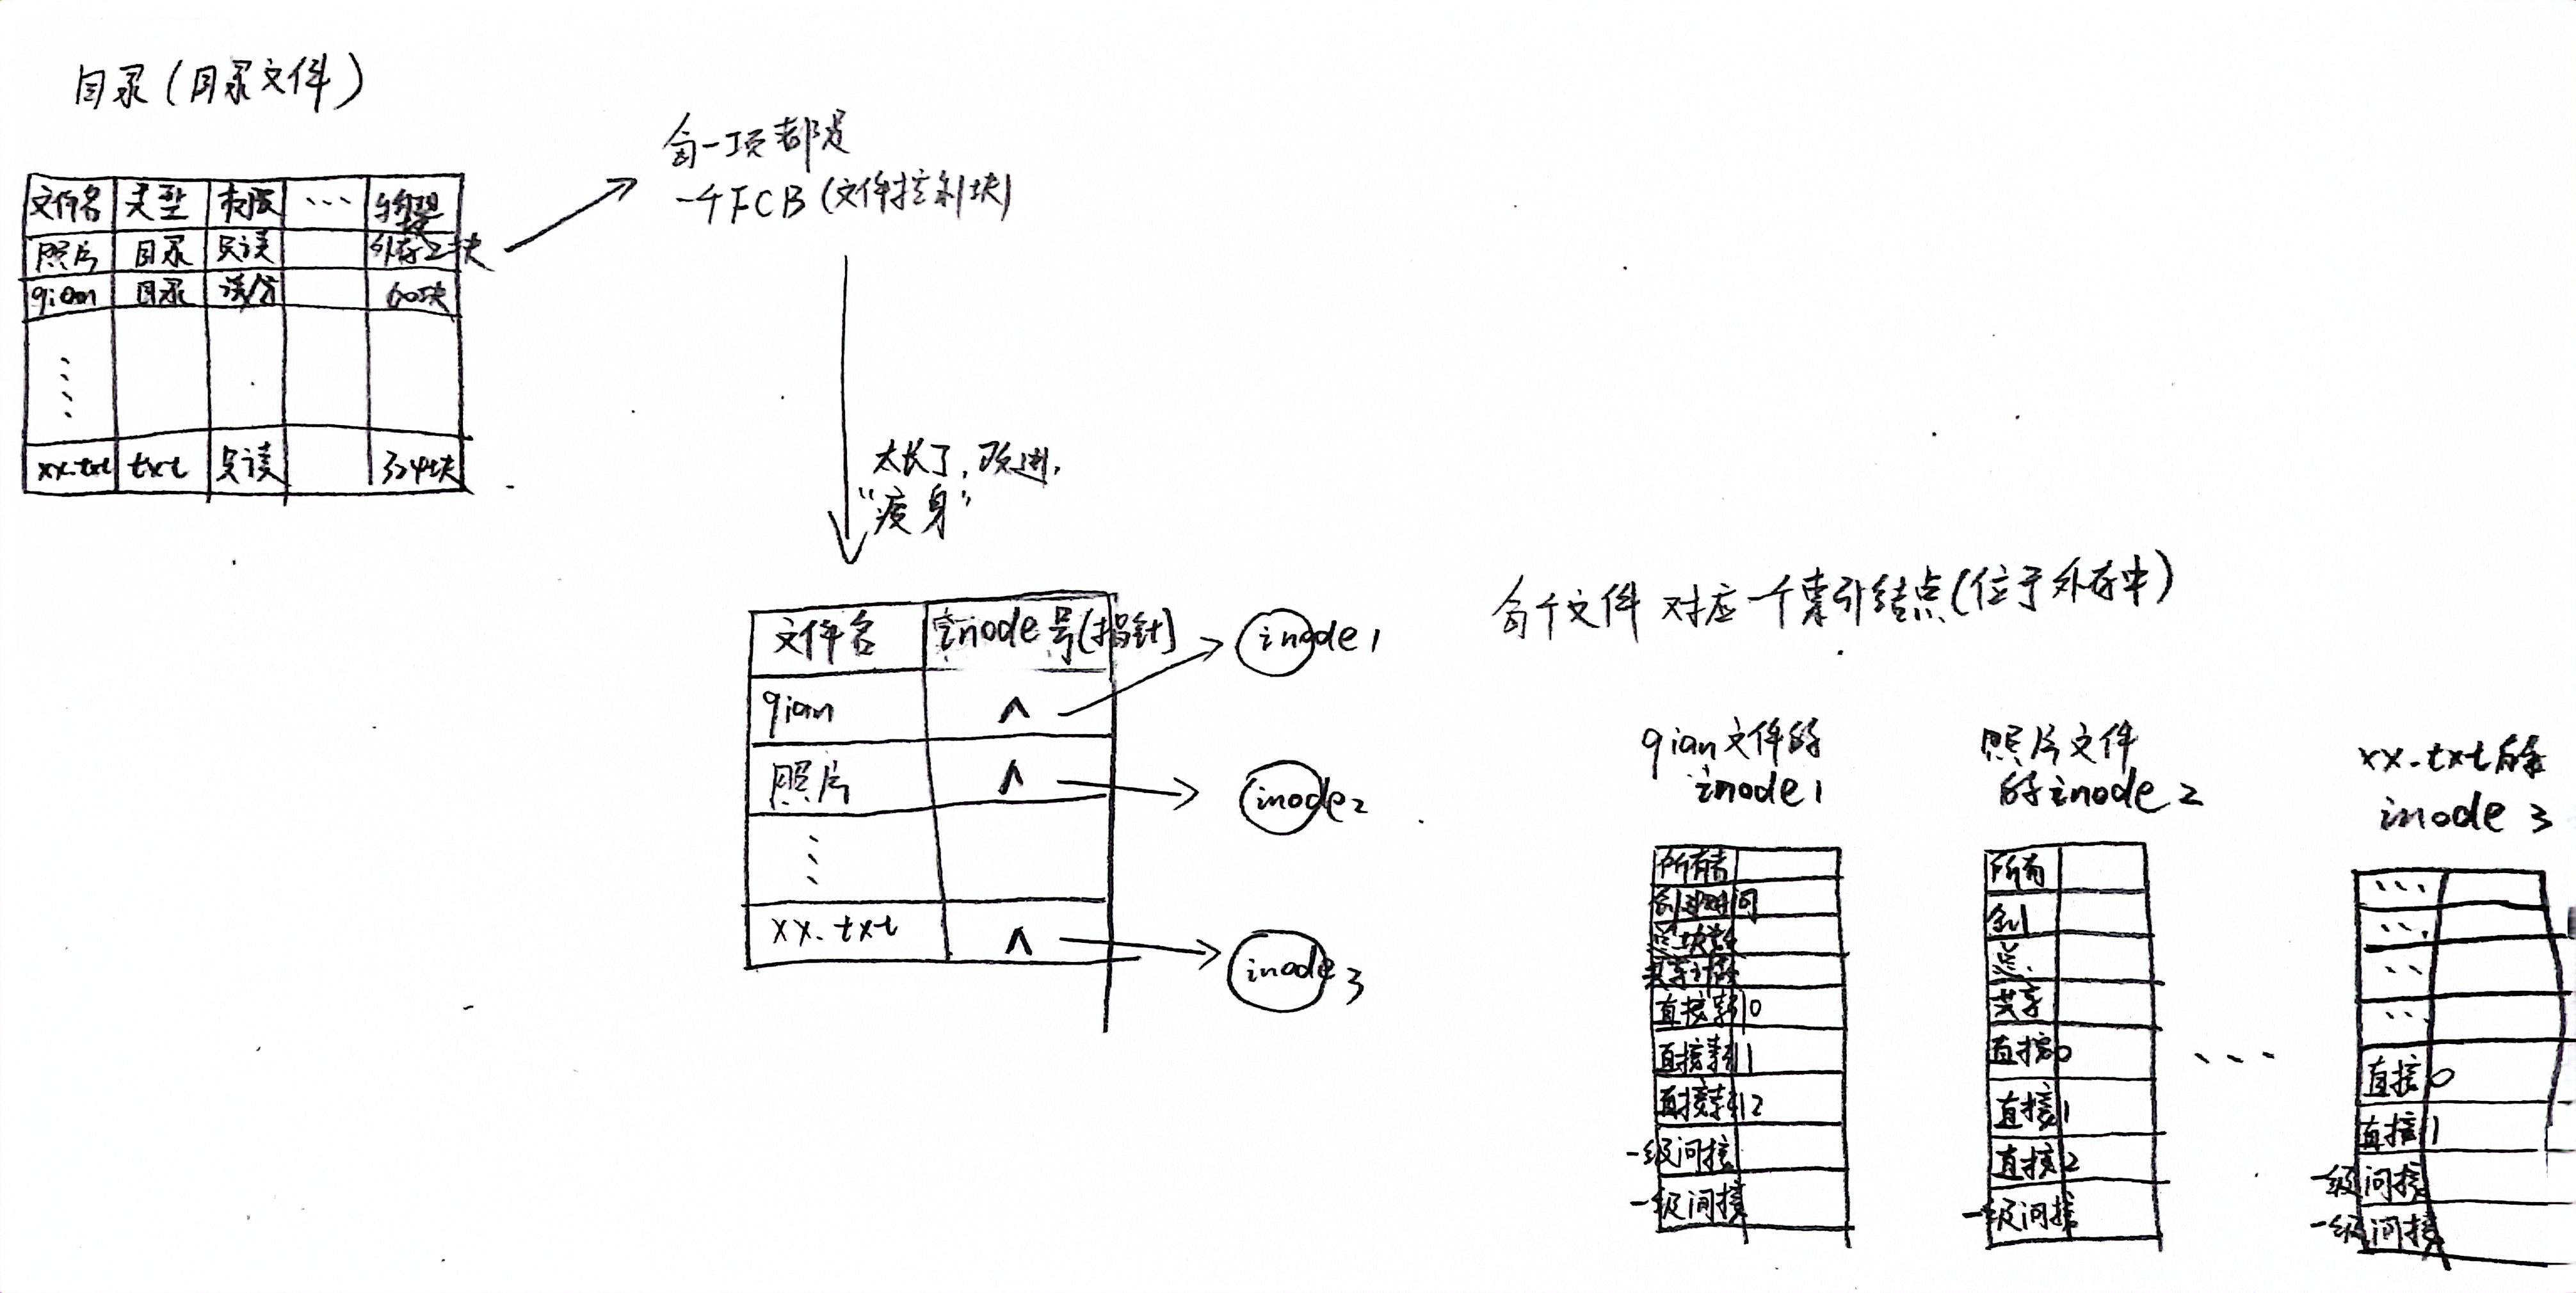 目录(目录文件)
文件名 类型 权限 ... 物理
照片 目录 只读 外存2块
qian 目录 读/写 60块
xx.txt txt 只读 324块
每一项都是
一个FCB(文件控制块)
太长了,改进,
“瘦身”
文件名 inode号(指针)
qian ∧ inode1
照片 ∧ inode2
xx.txt ∧ inode3
每个文件 对应一个索引结点(位于外存中)
qian文件的
inode1
所有者
创建时间
总块数
共享计数
直接索引0
直接索引1
直接索引2
一级间接
一级间接
照片文件
的inode2
所有
创
总.
共享
直接0
直接1
直接2
一级间接
...
xx.txt的
inode 3
...
...
...
...
直接0
直接1
一级间接
一级间接